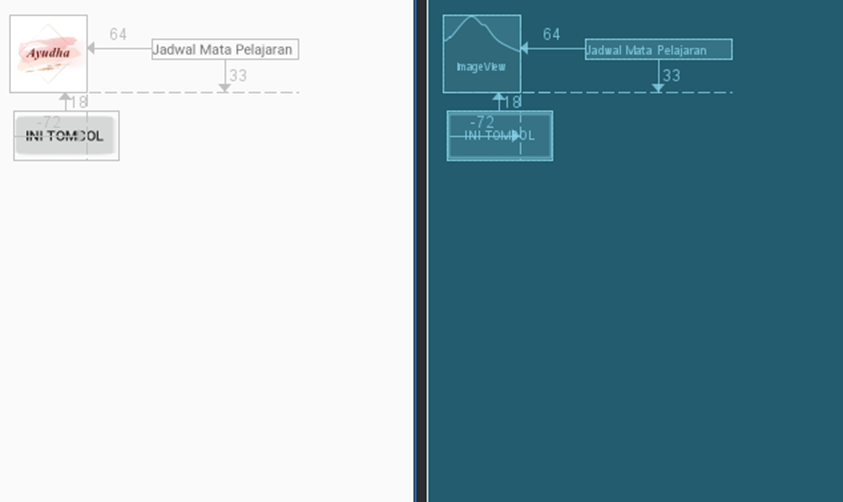 64
Ayudha
Jadwal Mata Pelajaran
33
18
-72
INI TOMBOL
64
Jadwal Mata Pelajaran
ImageView
33
18
-72
INI TOMBOL